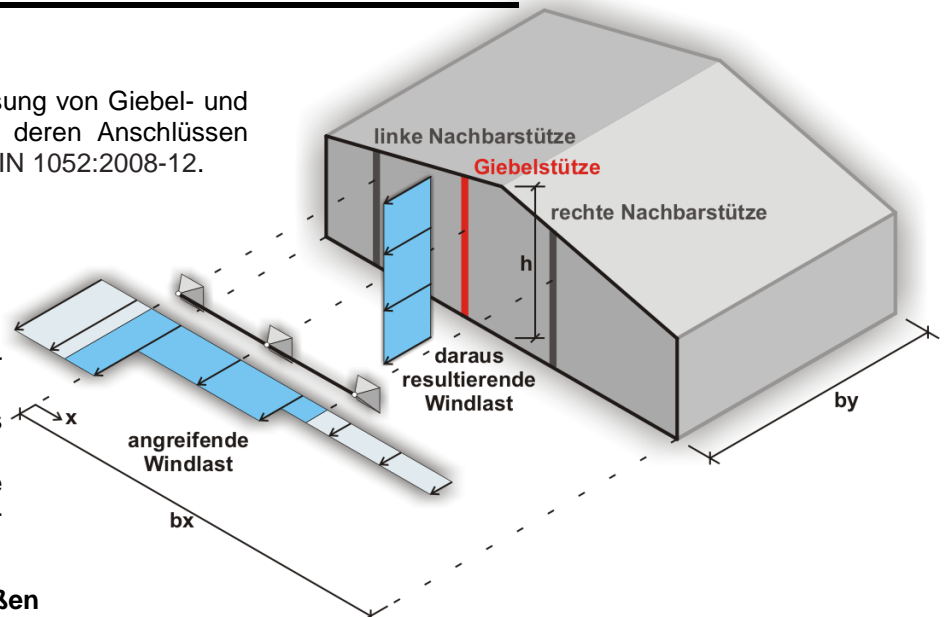 sung von Giebel- und
deren Anschlüssen
IN 1052:2008-12.
linke Nachbarstütze
Giebelstütze
rechte Nachbarstütze
h
daraus
resultierende
Windlast
by
x
angreifende
Windlast
bx
s
e
ßen